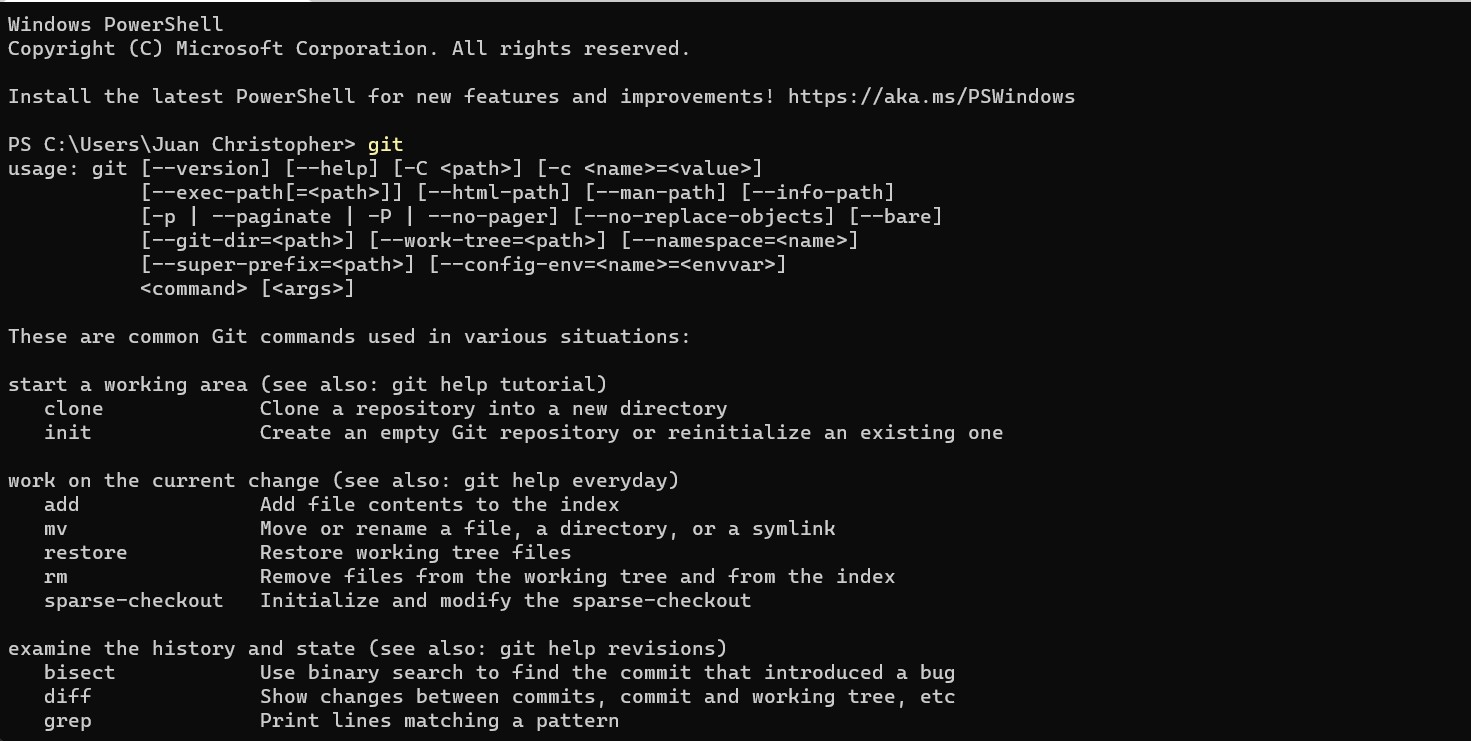 Windows PowerShell
Copyright (C) Microsoft Corporation. All rights reserved.
Install the latest PowerShell for new features and improvements! https://aka.ms/PSWindows
PS C:\Users\Juan Christopher> git
usage: git [--version] [--help] [-C <path>] [-c <name>=<value>]
           [--exec-path[=<path>]] [--html-path] [--man-path] [--info-path]
           [-p | --paginate | -P | --no-pager] [--no-replace-objects] [--bare]
           [--git-dir=<path>] [--work-tree=<path>] [--namespace=<name>]
           [--super-prefix=<path>] [--config-env=<name>=<envvar>]
           <command> [<args>]
These are common Git commands used in various situations:
start a working area (see also: git help tutorial)
   clone             Clone a repository into a new directory
   init              Create an empty Git repository or reinitialize an existing one
work on the current change (see also: git help everyday)
   add               Add file contents to the index
   mv                Move or rename a file, a directory, or a symlink
   restore           Restore working tree files
   rm                Remove files from the working tree and from the index
   sparse-checkout   Initialize and modify the sparse-checkout
examine the history and state (see also: git help revisions)
   bisect            Use binary search to find the commit that introduced a bug
   diff              Show changes between commits, commit and working tree, etc
   grep              Print lines matching a pattern